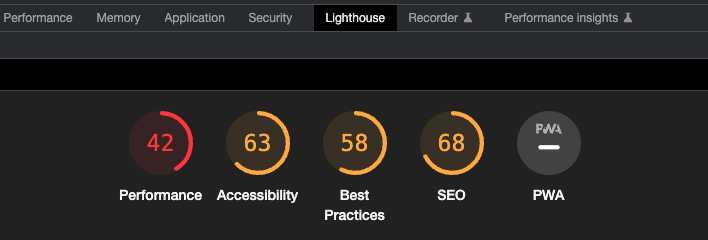 Performance Memory Application Security Lighthouse Recorder Performance insights
42 63 58 68 PWA
Performance Accessibility Best Practices SEO PWA